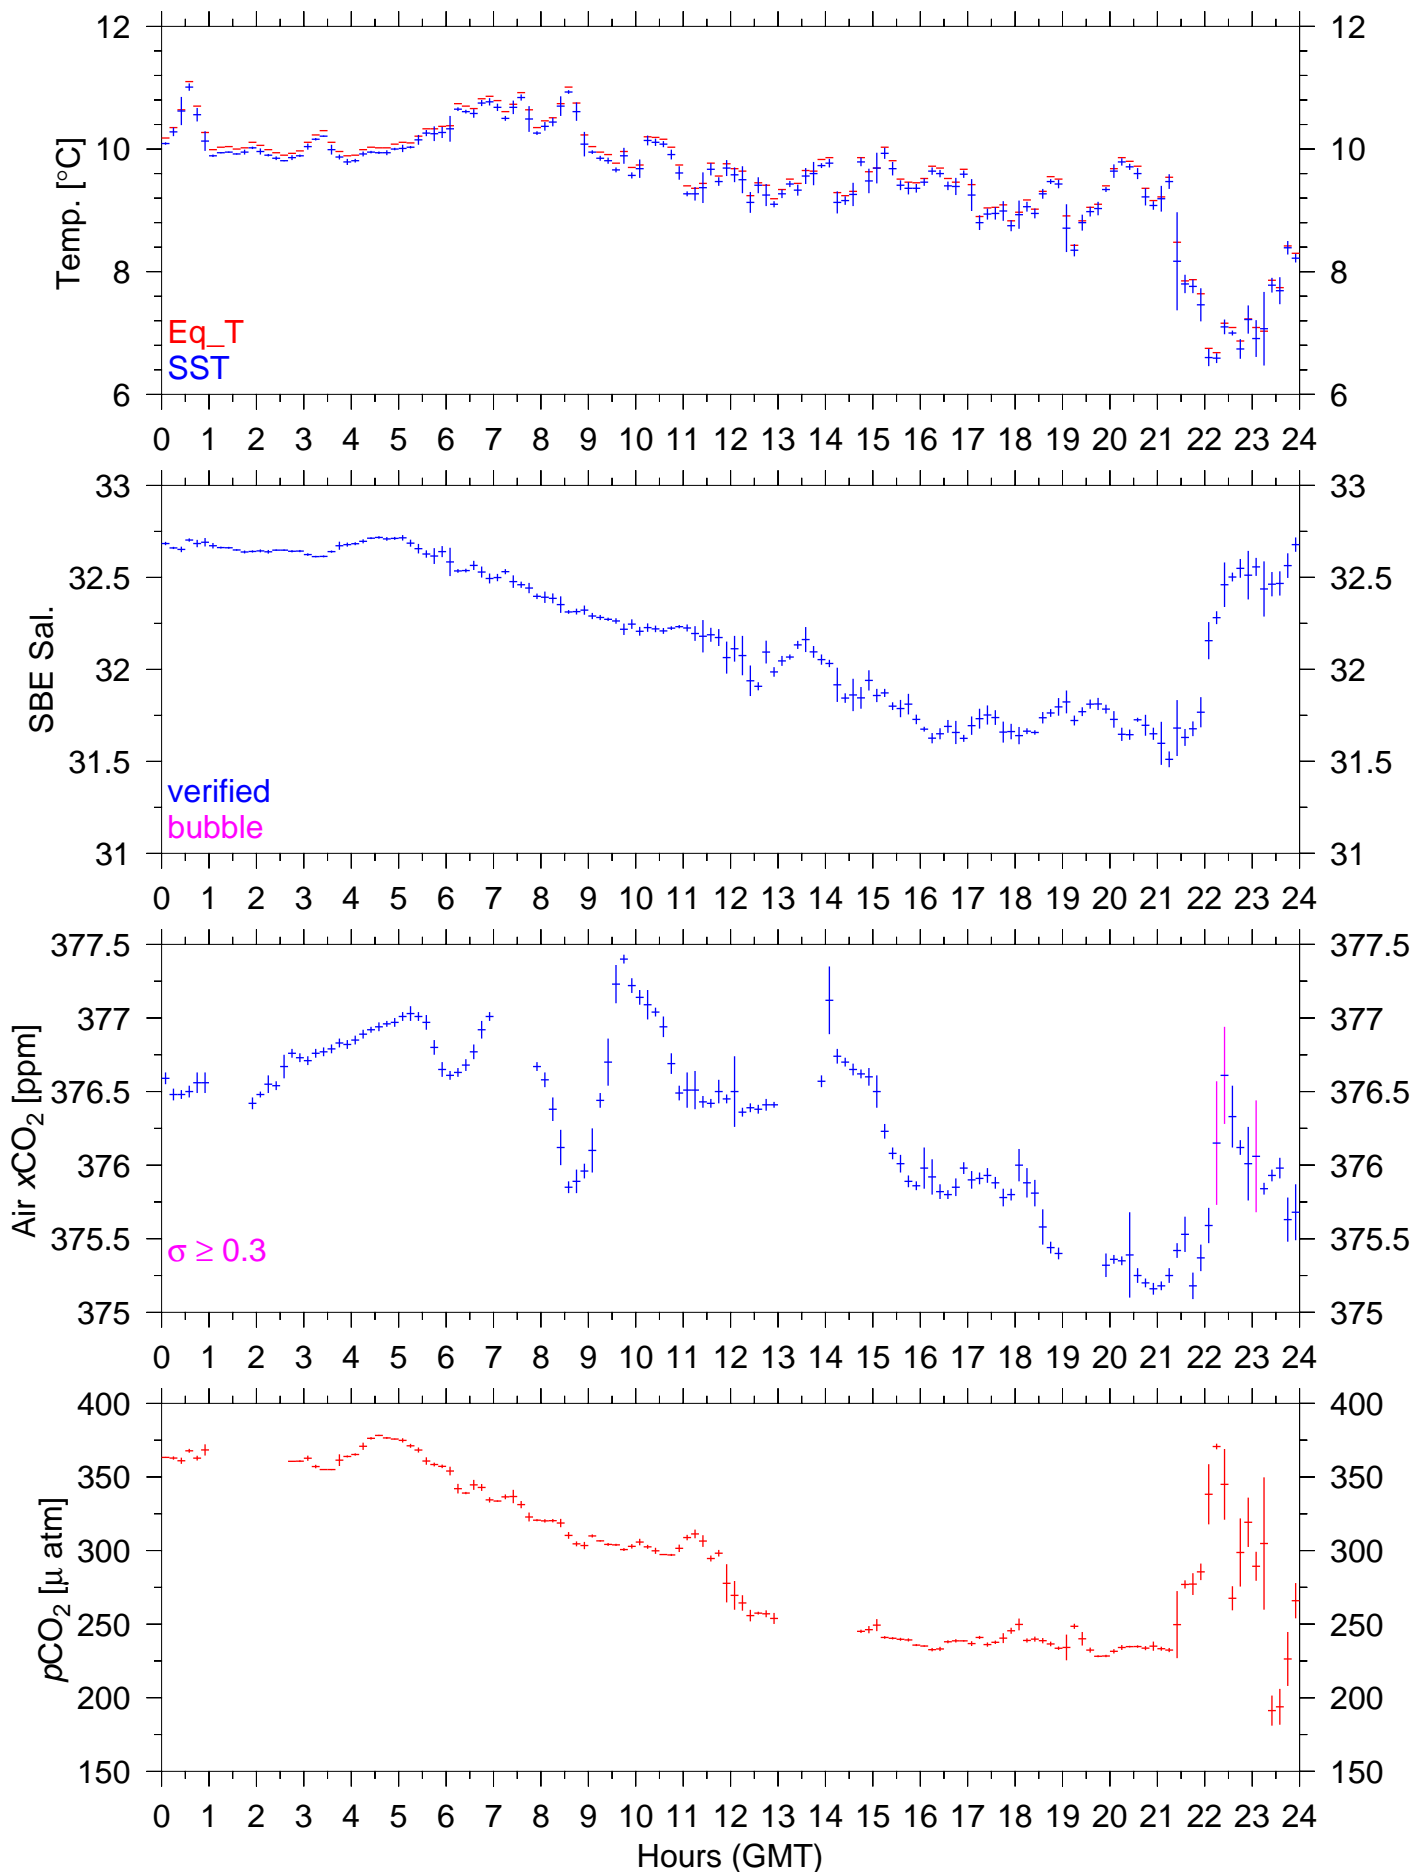 12 12
10 10
Temp. [°C]
8 8
Eq_T
SST
6 6
0 1 2 3 4 5 6 7 8 9 10 11 12 13 14 15 16 17 18 19 20 21 22 23 24
33 33
32.5 32.5
SBE Sal.
32 32
31.5 31.5
verified
bubble
31 31
0 1 2 3 4 5 6 7 8 9 10 11 12 13 14 15 16 17 18 19 20 21 22 23 24
377.5 377.5
377 377
Air xCO₂ [ppm]
376.5 376.5
376 376
375.5 375.5
σ ≥ 0.3
375 375
0 1 2 3 4 5 6 7 8 9 10 11 12 13 14 15 16 17 18 19 20 21 22 23 24
400 400
350 350
pCO₂ [μ atm]
300 300
250 250
200 200
150 150
0 1 2 3 4 5 6 7 8 9 10 11 12 13 14 15 16 17 18 19 20 21 22 23 24
Hours (GMT)